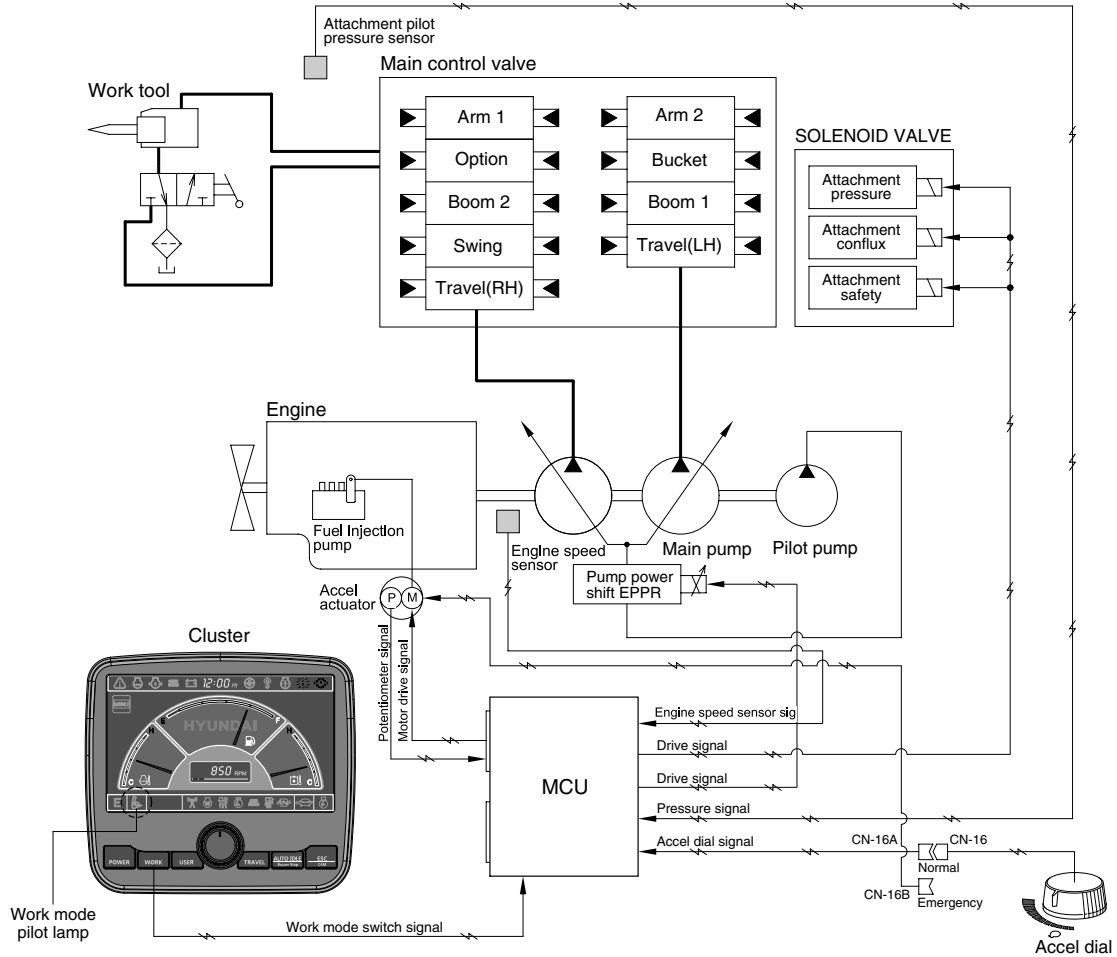 Attachment pilot
pressure sensor
Main control valve
Work tool
Arm 1
Option
Boom 2
Swing
Travel(RH)
Arm 2
Bucket
Boom 1
Travel(LH)
SOLENOID VALVE
Attachment
pressure
Attachment
conflux
Attachment
safety
Engine
Fuel Injection
pump
Engine speed
sensor
Main pump
Pilot pump
Pump power
shift EPPR
Accel
actuator
P
M
Potentiometer signal
Motor drive signal
Cluster
12:00
E
F
H
H
HYUNDAI
C
C
850 RPM
E
POWER
WORK
USER
TRAVEL
AUTO IDLE
ESC
CAM
Work mode
pilot lamp
Work mode switch signal
MCU
Engine speed sensor sig
Drive signal
Drive signal
Pressure signal
Accel dial signal
CN-16A
CN-16
Normal
CN-16B
Emergency
Accel dial